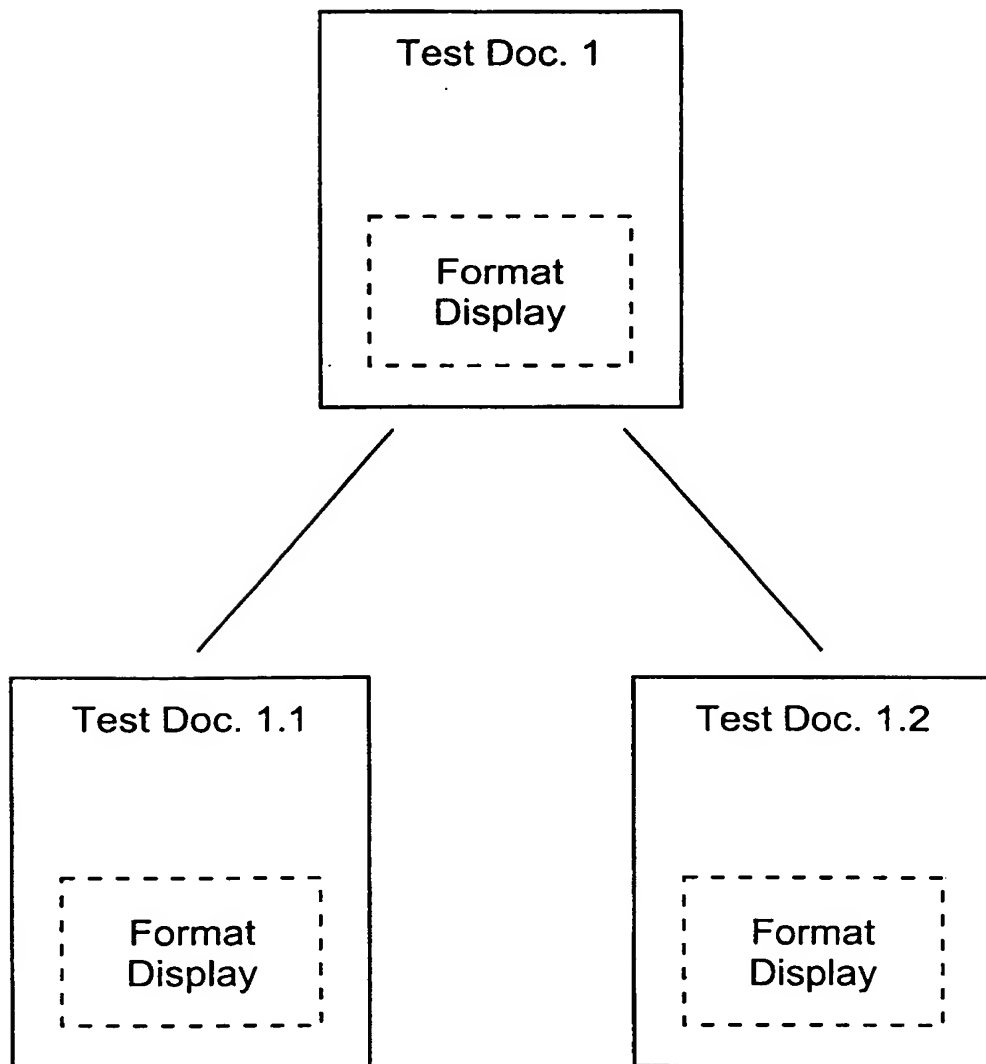 Test Doc. 1
Format
Display
Test Doc. 1.1
Format
Display
Test Doc. 1.2
Format
Display